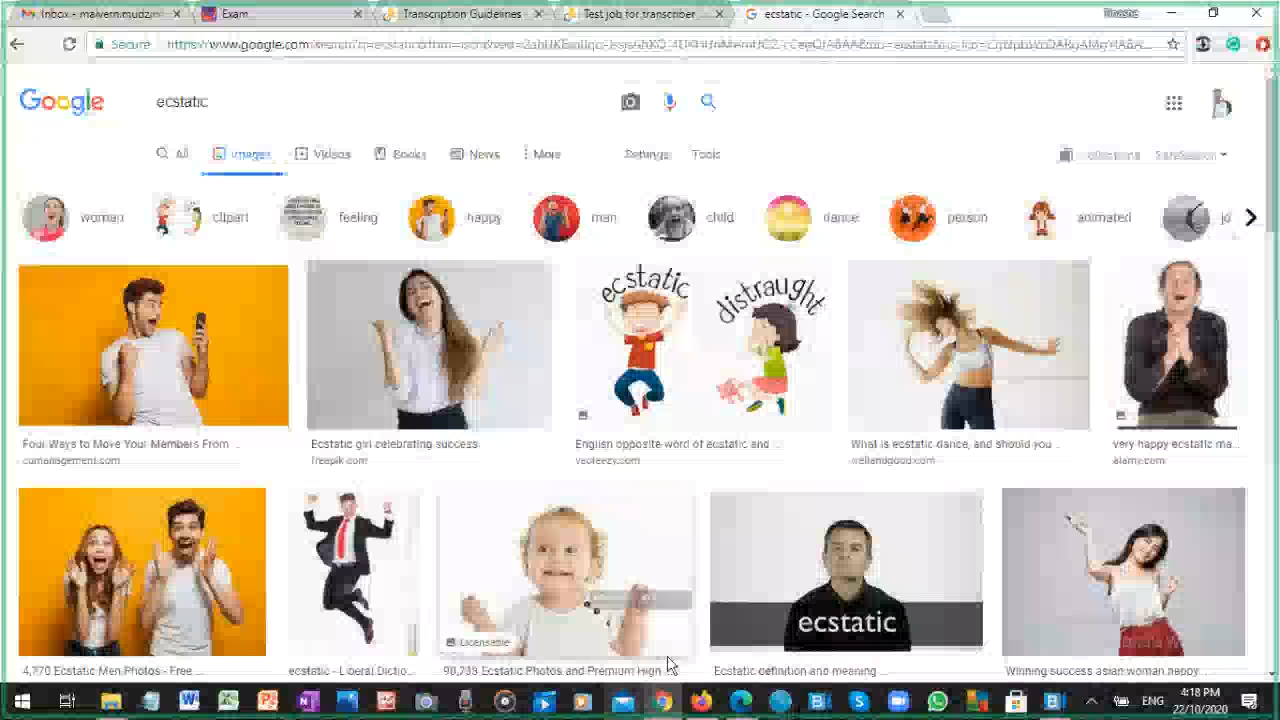 Exam
Transcription Guidelines
Test job for transcriber
ecstatic - Google Search
Secure
https://www.google.com
Google
ecstatic
All
Images
Videos
Books
News
More
Settings
Tools
Collections
SafeSearch
woman
clipart
feeling
happy
man
child
dance
person
animated
jo
ecstatic
distraught
Four Ways to Move Your Members From ...
Ecstatic girl celebrating success
English opposite word of ecstatic and ...
What is ecstatic dance, and should you ...
very happy ecstatic ma...
cumanagement.com
freepik.com
vecteezy.com
wellandgood.com
alamy.com
Licensable
ecstatic
4,770 Ecstatic Men Photos - Free ...
ecstatic - Liberal Dictio...
Ecstatic Photos and Premium High ...
Ecstatic definition and meaning
Winning success asian woman happy
ENG
4:18 PM
22/10/2020